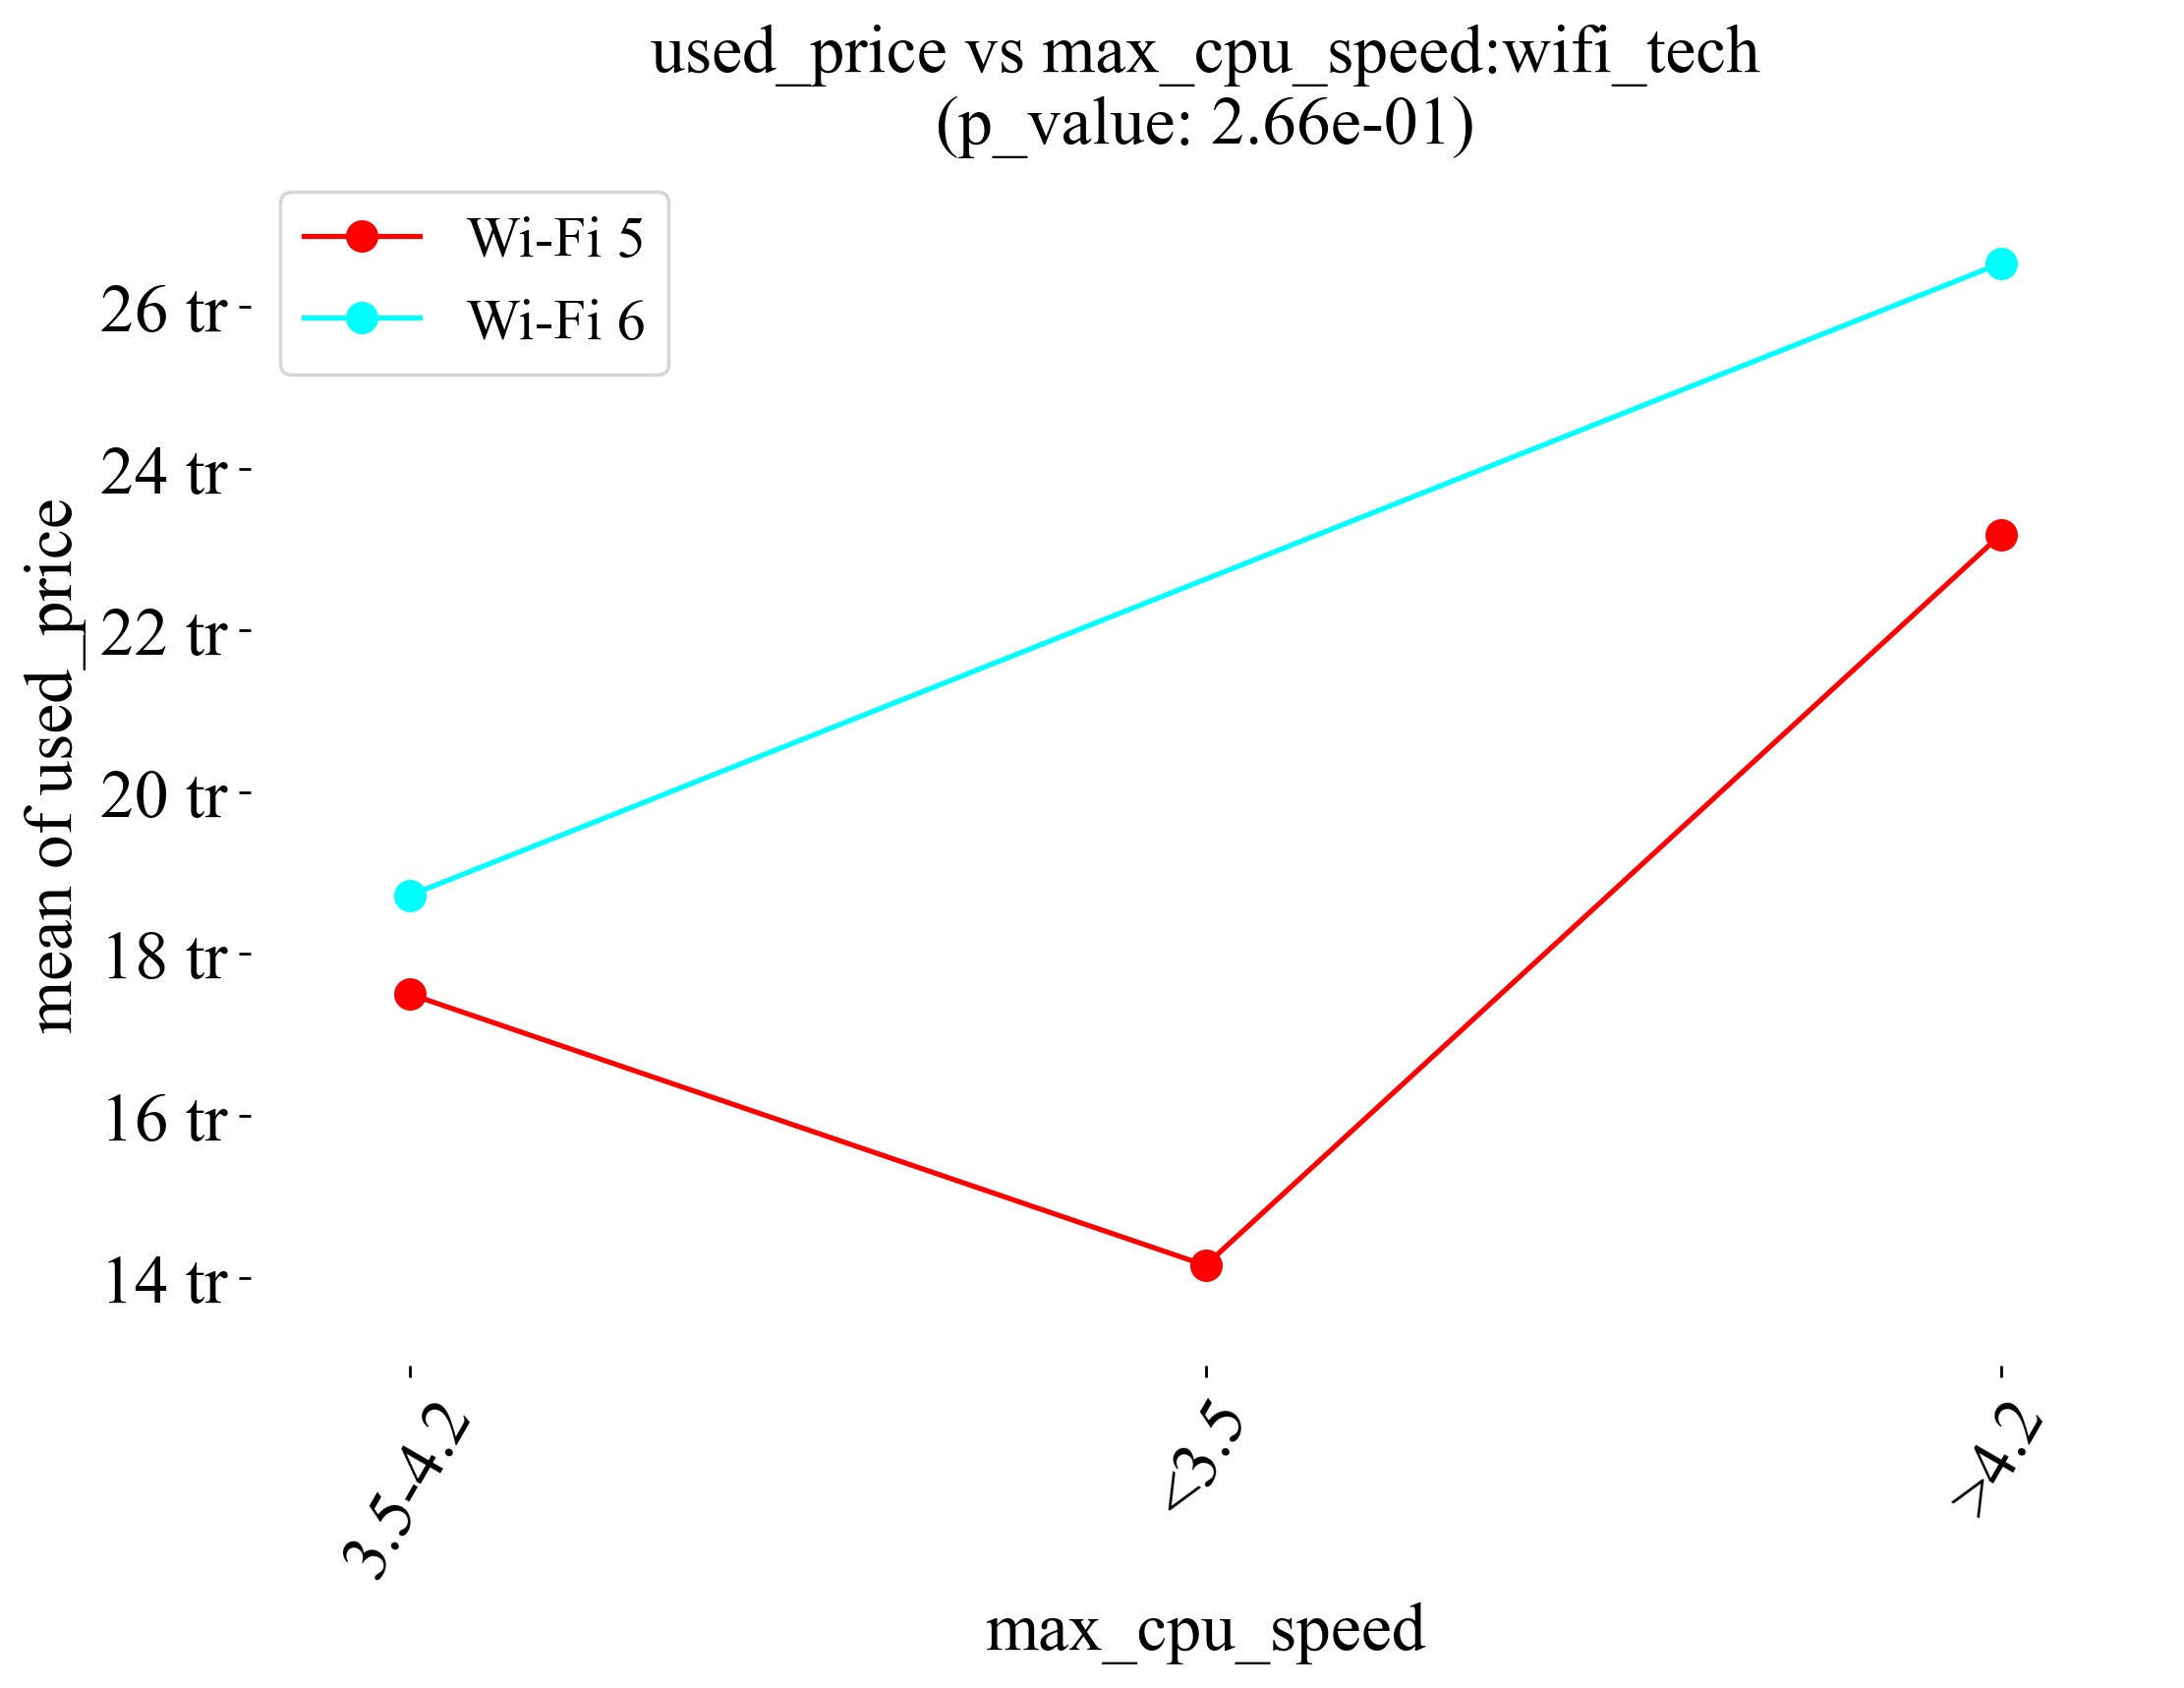 used_price vs max_cpu_speed:wifi_tech
(p_value: 2.66e-01)
Wi-Fi 5
Wi-Fi 6
26 tr
24 tr
22 tr
20 tr
18 tr
16 tr
14 tr
mean of used_price
3.5-4.2
<3.5
>4.2
max_cpu_speed